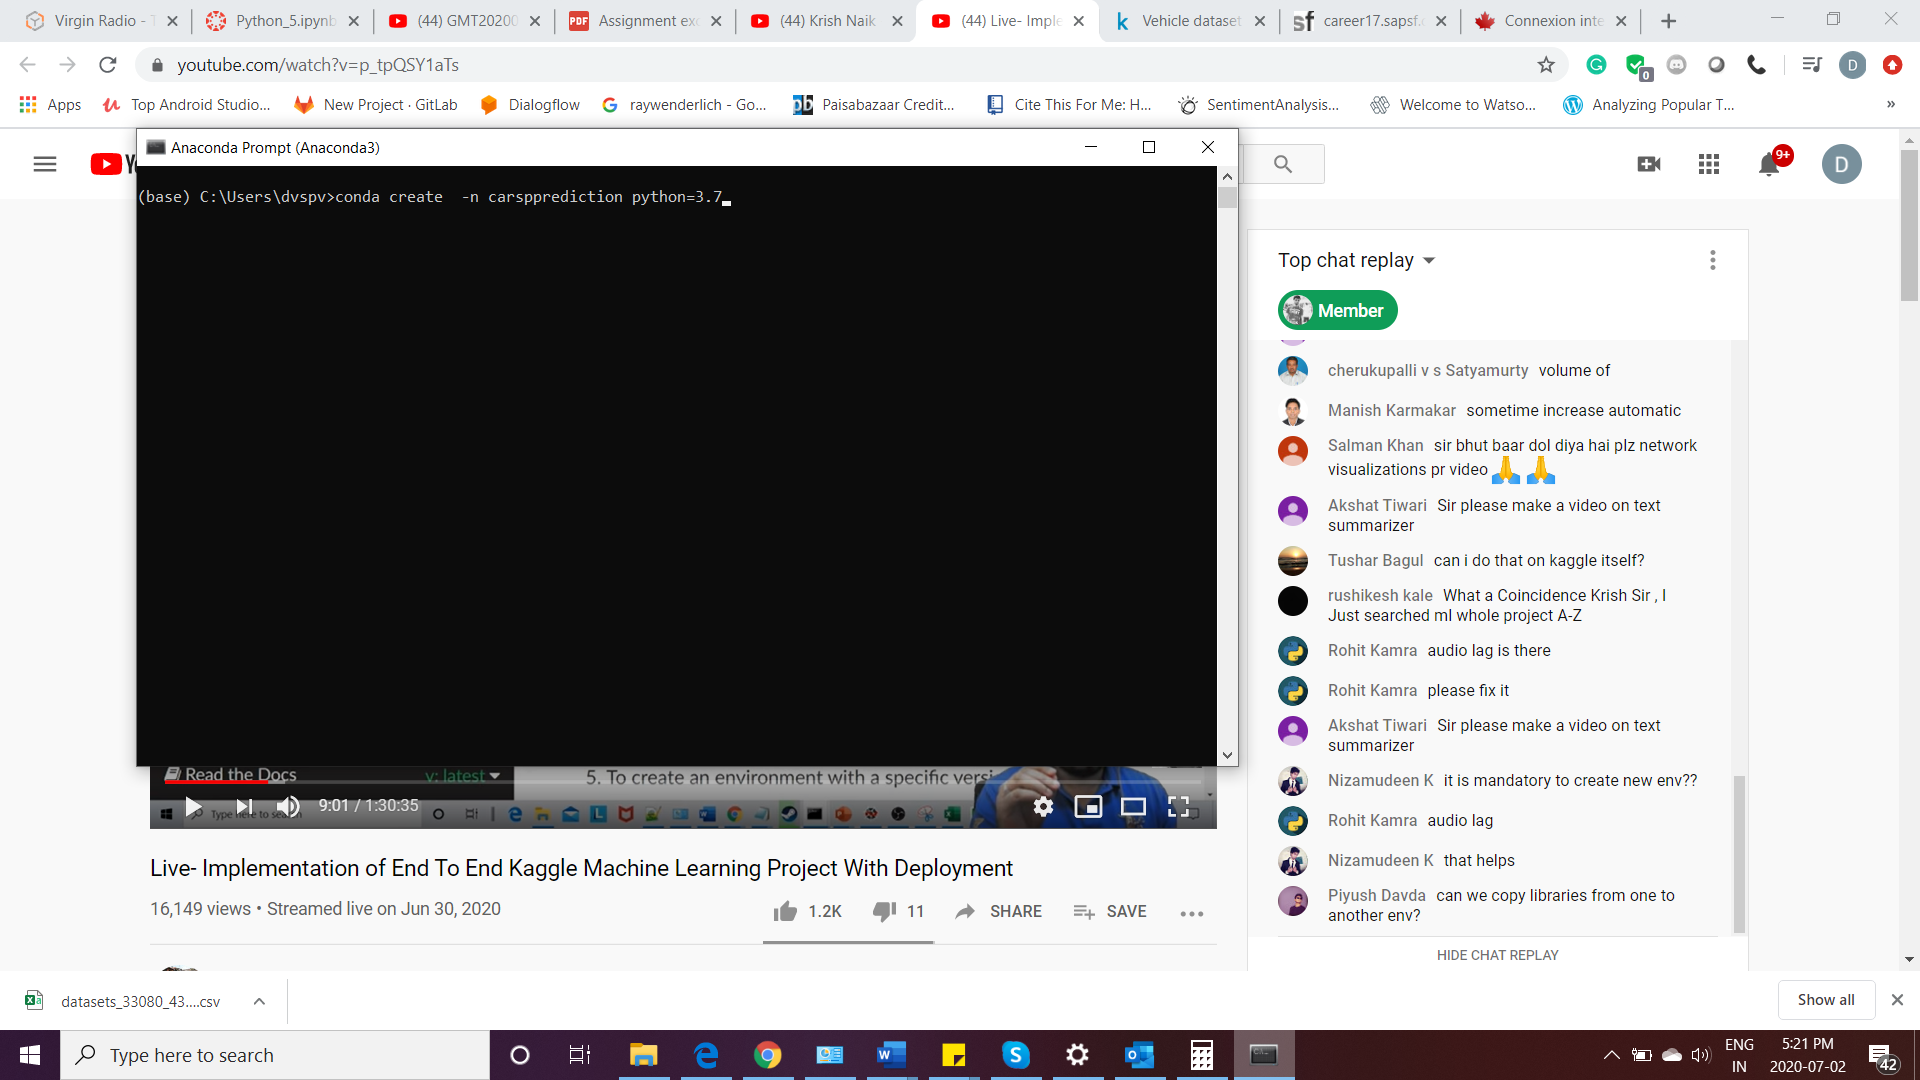 Virgin Radio - T
Python_5.ipynb
(44) GMT20200
PDF
Assignment exc
(44) Krish Naik
(44) Live- Imple
k
Vehicle dataset
sf
career17.sapsf.
Connexion inte
youtube.com/watch?v=p_tpQSY1aTs
0
D
Apps
Top Android Studio...
New Project · GitLab
Dialogflow
raywenderlich - Go...
Paisabazaar Credit...
Cite This For Me: H...
SentimentAnalysis...
Welcome to Watso...
Analyzing Popular T...
»
Anaconda Prompt (Anaconda3)
9+
D
(base) C:\Users\dvspv>conda create  -n carspprediction python=3.7
Top chat replay
Member
cherukupalli v s Satyamurty volume of
Manish Karmakar sometime increase automatic
Salman Khan sir bhut baar dol diya hai plz network
visualizations pr video
Akshat Tiwari Sir please make a video on text
summarizer
Tushar Bagul can i do that on kaggle itself?
rushikesh kale What a Coincidence Krish Sir , I
Just searched ml whole project A-Z
Rohit Kamra audio lag is there
Rohit Kamra please fix it
Akshat Tiwari Sir please make a video on text
summarizer
Nizamudeen K it is mandatory to create new env??
Rohit Kamra audio lag
Nizamudeen K that helps
Piyush Davda can we copy libraries from one to
another env?
HIDE CHAT REPLAY
Read the Docs
v: latest
5. To create an environment with a specific versi
9:01 / 1:30:35
Type here to search
Live- Implementation of End To End Kaggle Machine Learning Project With Deployment
16,149 views • Streamed live on Jun 30, 2020
1.2K
11
SHARE
SAVE
datasets_33080_43....csv
Show all
Type here to search
ENG
IN
5:21 PM
2020-07-02
42